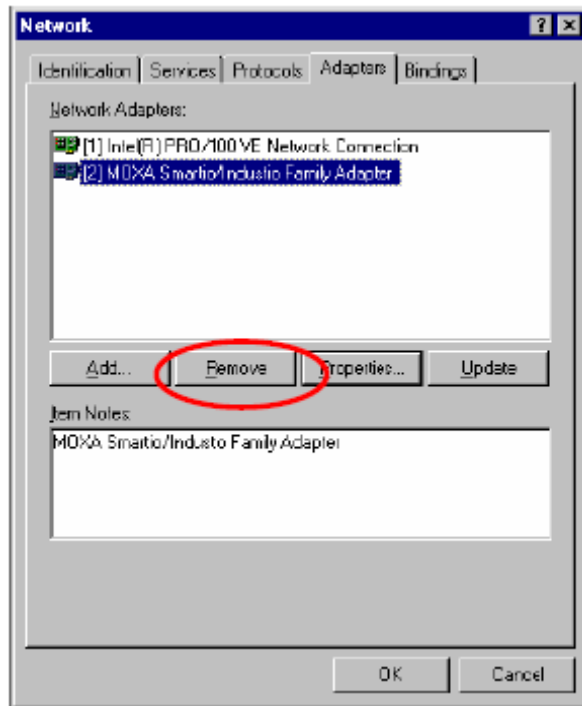 Network
Identification Services Protocols Adapters Bindings
Network Adapters:
[1] Intel(R) PRO/100 VE Network Connection
[2] MOXA Smartio/Industio Family Adapter
Add... Remove Properties... Update
Item Notes:
MOXA Smartio/Industo Family Adapter
OK Cancel